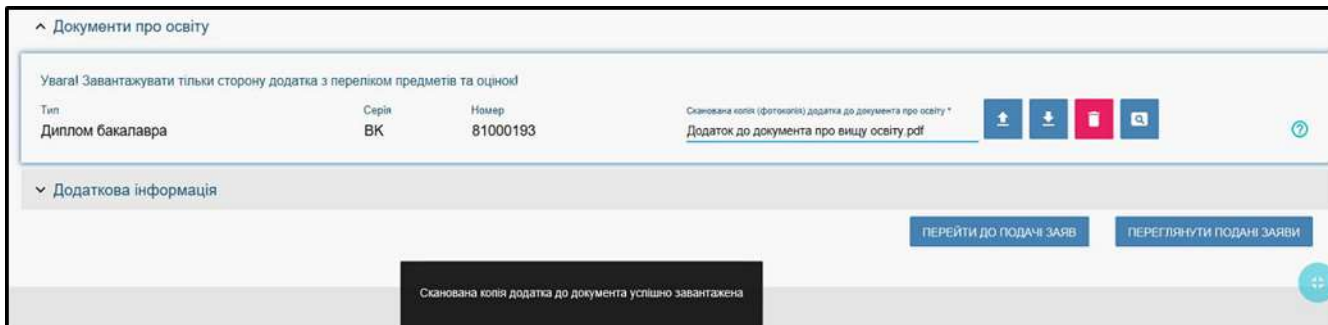 Документи про освіту
Увага! Завантажувати тільки сторону додатка з переліком предметів та оцінок!
Тип Серія Номер Сканована копія (фотокопія) додатка до документа про освіту *
Диплом бакалавра ВК 81000193 Додаток до документа про вищу освіту.pdf
Додаткова інформація
ПЕРЕЙТИ ДО ПОДАЧІ ЗАЯВ ПЕРЕГЛЯНУТИ ПОДАНІ ЗАЯВИ
Сканована копія додатка до документа успішно завантажена